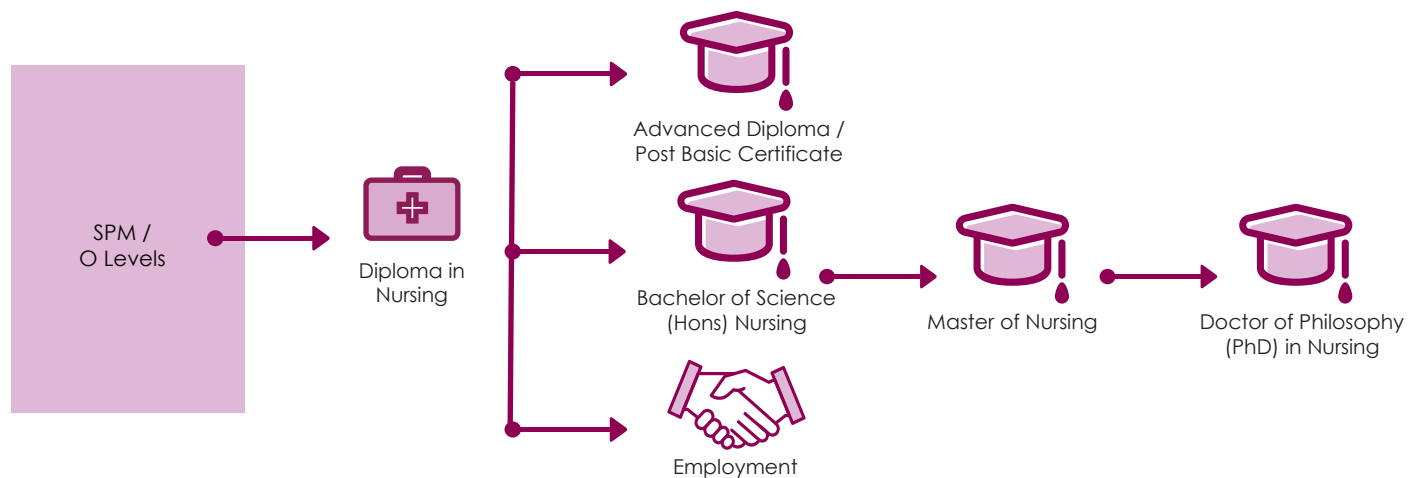 SPM /
O Levels
Diploma in
Nursing
Advanced Diploma /
Post Basic Certificate
Bachelor of Science
(Hons) Nursing
Employment
Master of Nursing
Doctor of Philosophy
(PhD) in Nursing